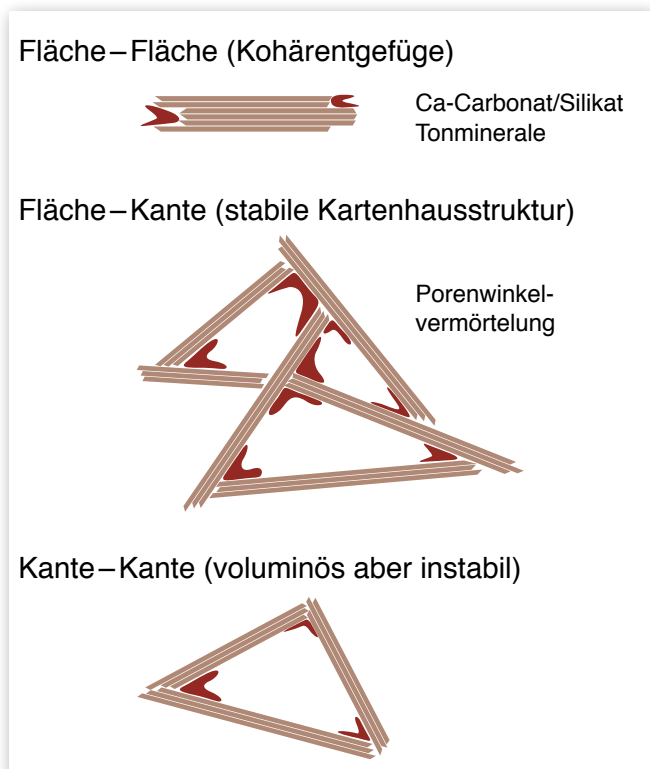 Fläche – Fläche (Kohärentgefüge)
Ca-Carbonat/Silikat
Tonminerale
Fläche – Kante (stabile Kartenhausstruktur)
Porenwinkel-
vermörtelung
Kante – Kante (voluminös aber instabil)